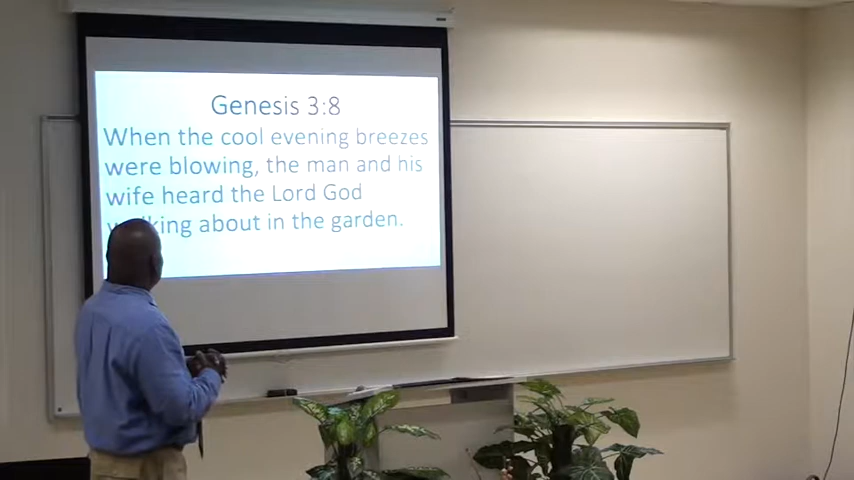 Genesis 3:8
When the cool evening breezes
were blowing, the man and his
wife heard the Lord God
walking about in the garden.